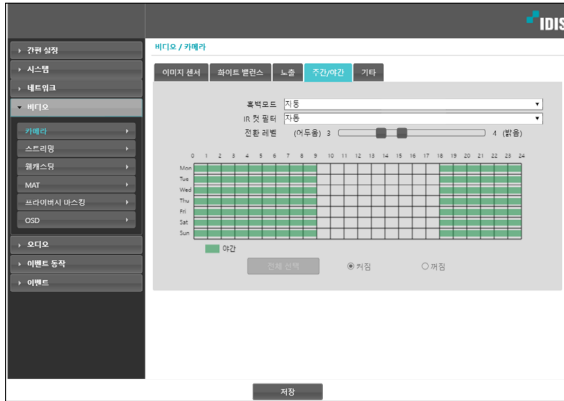 IDIS
비디오 / 카메라
간편 설정
시스템
네트워크
비디오
카메라
스트리밍
웹캐스팅
MAT
프라이버시 마스킹
OSD
오디오
이벤트 동작
이벤트
이미지 센서 화이트 밸런스 노출 주간/야간 기타
흑백모드 자동
IR 컷 필터 자동
전환 레벨 (어두움) 3 4 (밝음)
0 1 2 3 4 5 6 7 8 9 10 11 12 13 14 15 16 17 18 19 20 21 22 23 24
Mon
Tue
Wed
Thu
Fri
Sat
Sun
야간
전체 선택 켜짐 꺼짐
저장